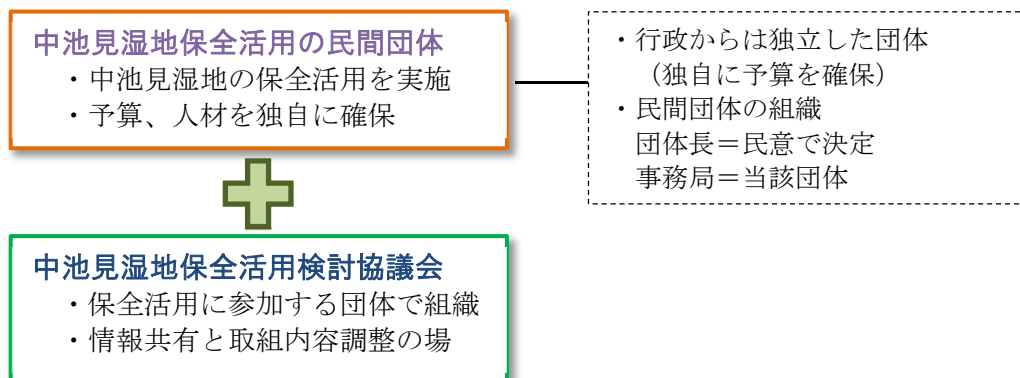 中池見湿地保全活用の民間団体
・中池見湿地の保全活用を実施
・予算、人材を独自に確保
・行政からは独立した団体
（独自に予算を確保）
・民間団体の組織
団体長＝民意で決定
事務局＝当該団体
中池見湿地保全活用検討協議会
・保全活用に参加する団体で組織
・情報共有と取組内容調整の場